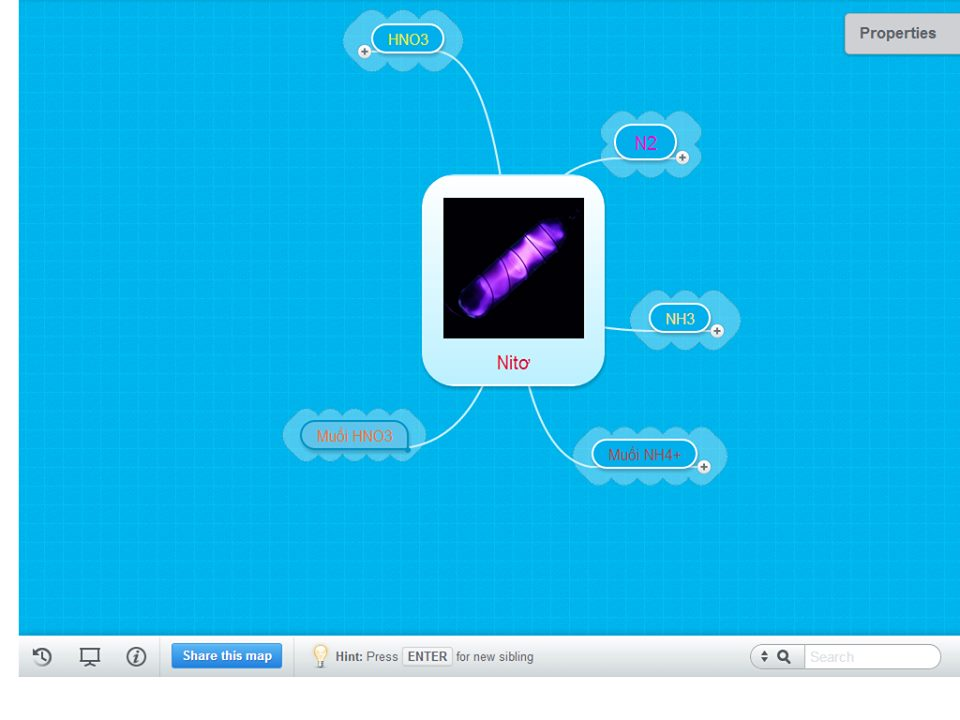 HNO3
Properties
N2
NH3
Nitơ
Muối HNO3
Muối NH4+
Share this map
Hint: Press ENTER for new sibling
Search